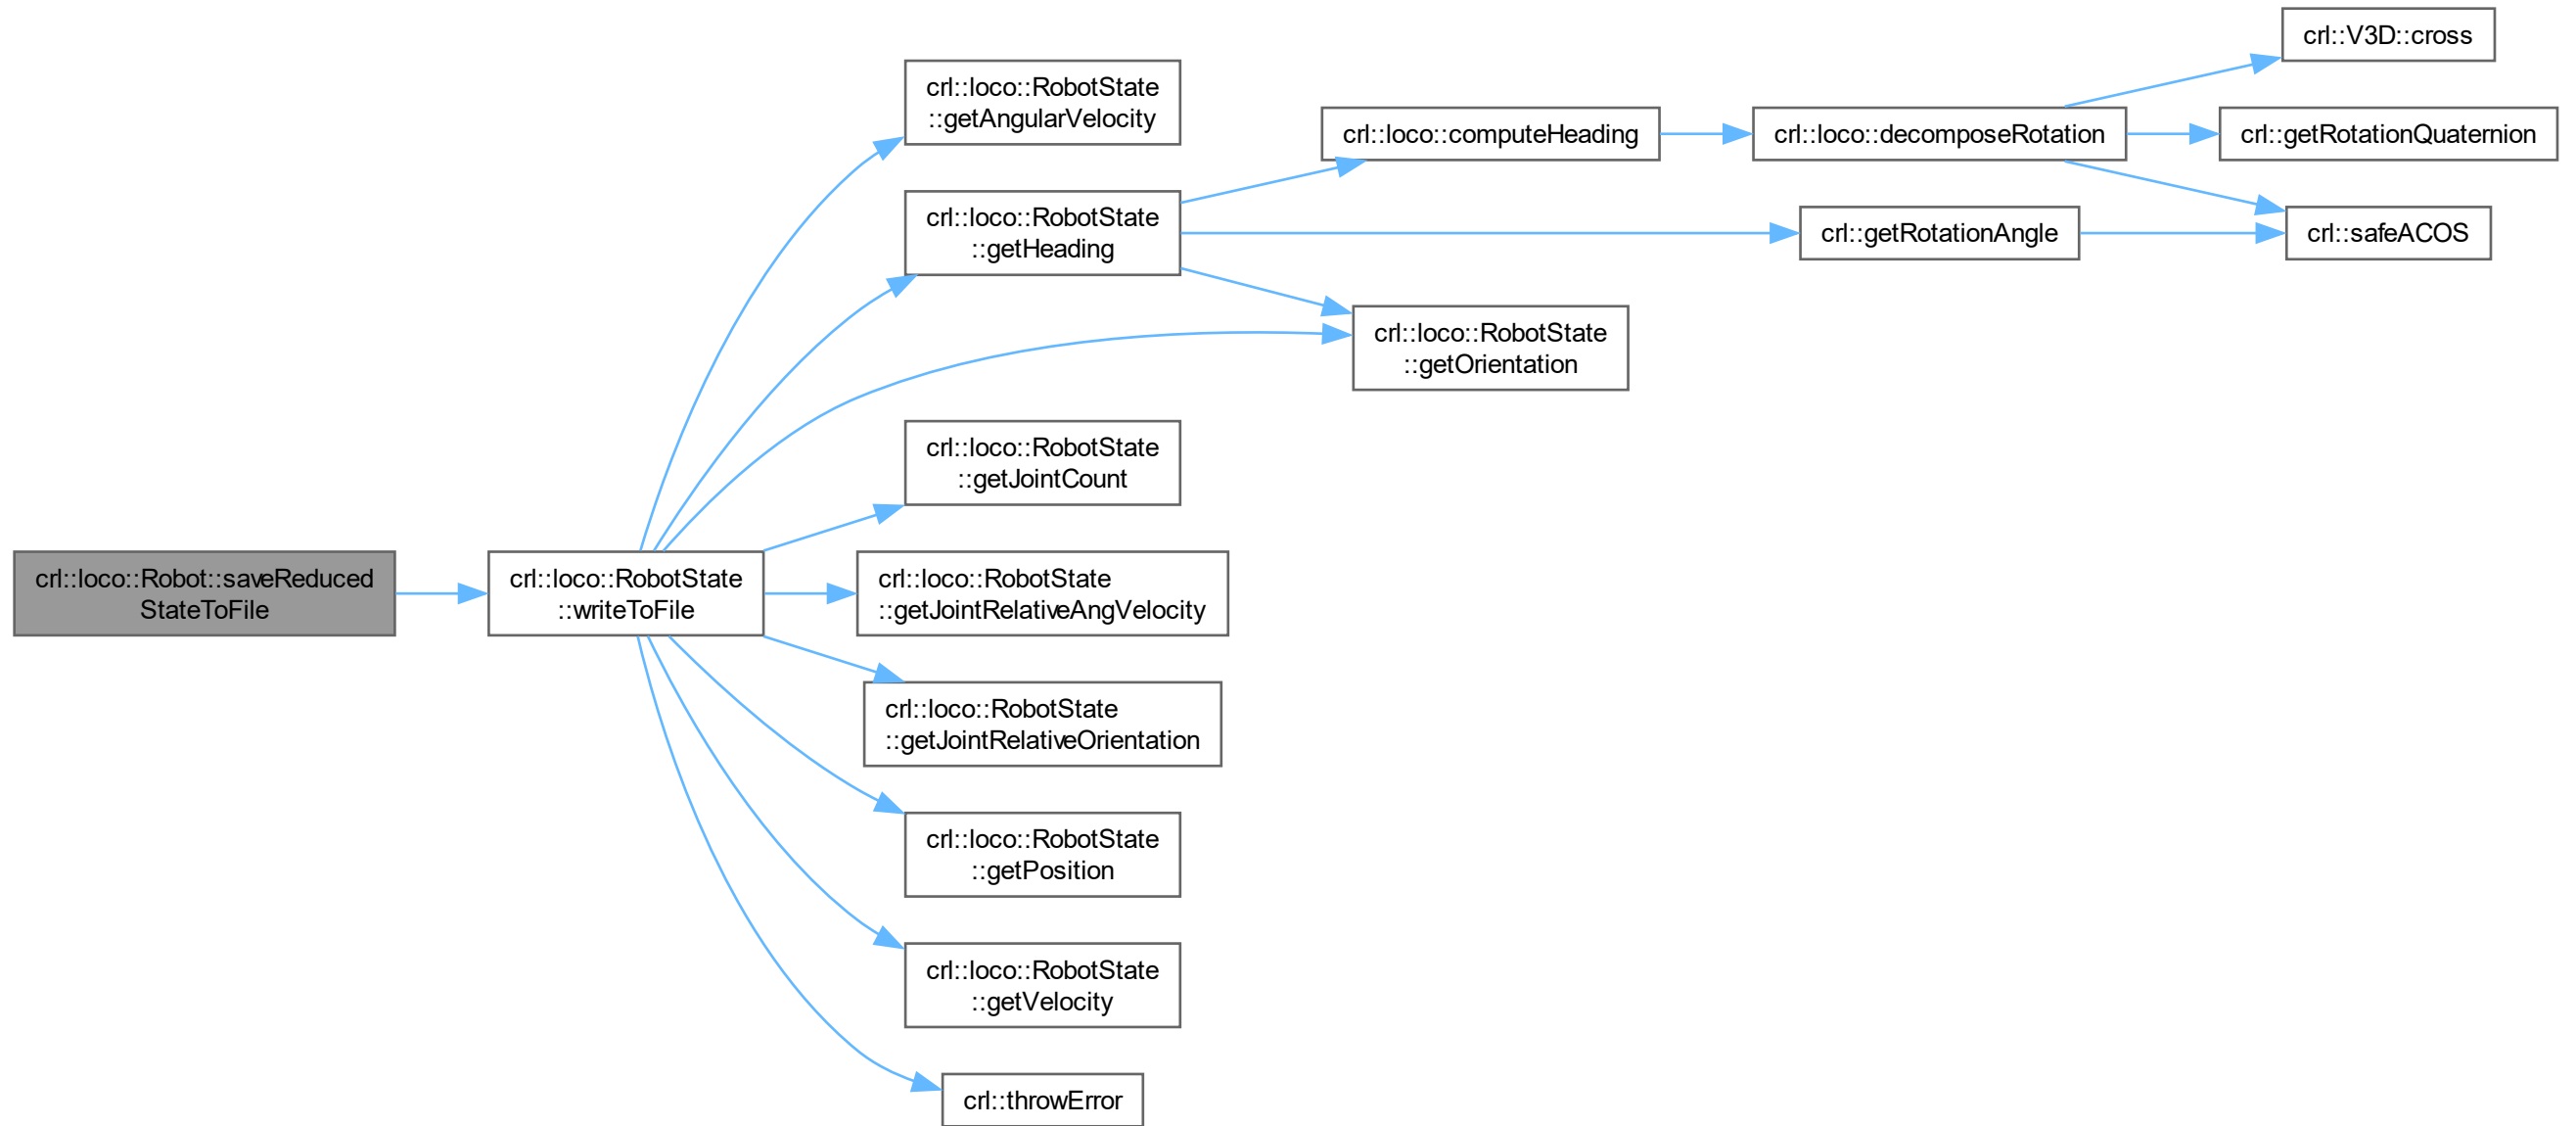 crl::V3D::cross
crl::loco::RobotState
::getAngularVelocity
crl::loco::computeHeading
crl::loco::decomposeRotation
crl::getRotationQuaternion
crl::loco::RobotState
::getHeading
crl::getRotationAngle
crl::safeACOS
crl::loco::RobotState
::getOrientation
crl::loco::RobotState
::getJointCount
crl::loco::Robot::saveReduced
StateToFile
crl::loco::RobotState
::writeToFile
crl::loco::RobotState
::getJointRelativeAngVelocity
crl::loco::RobotState
::getJointRelativeOrientation
crl::loco::RobotState
::getPosition
crl::loco::RobotState
::getVelocity
crl::throwError